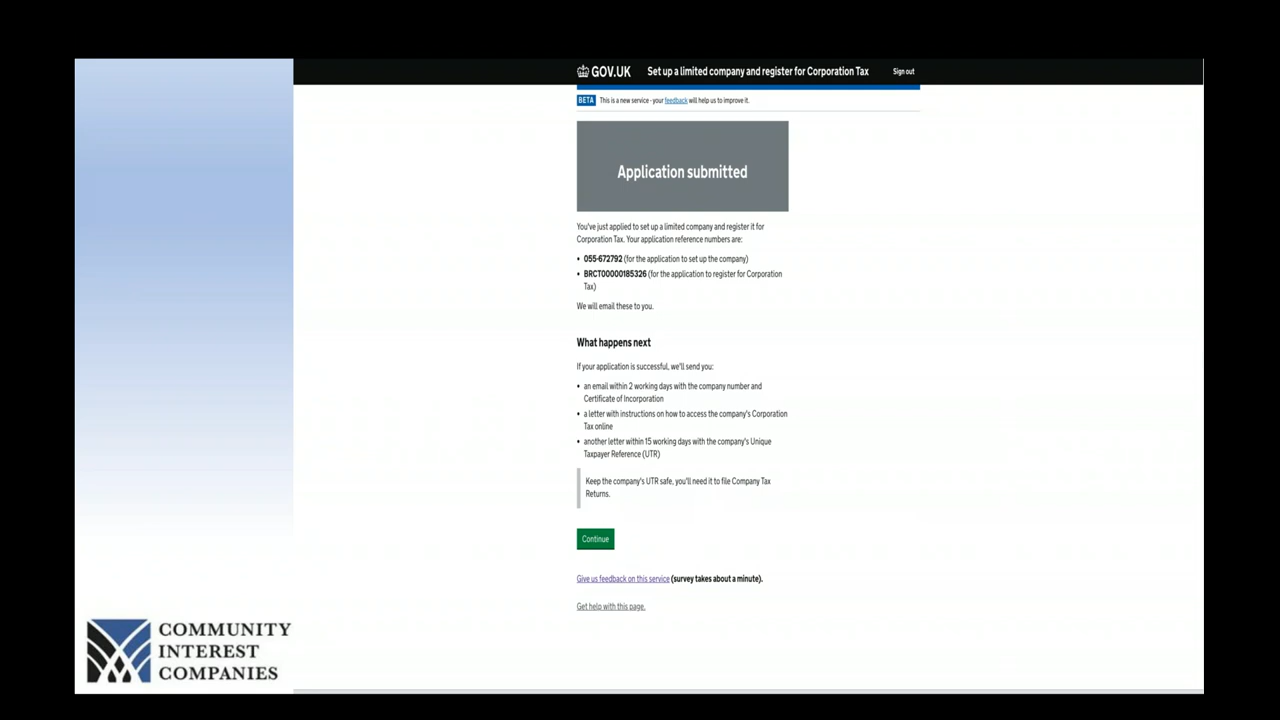 GOV.UK Set up a limited company and register for Corporation Tax Sign out
BETA This is a new service - your feedback will help us to improve it.
Application submitted
You've just applied to set up a limited company and register it for
Corporation Tax. Your application reference numbers are:
• 055-672792 (for the application to set up the company)
• BRCT00000185326 (for the application to register for Corporation
Tax)
We will email these to you.
What happens next
If your application is successful, we'll send you:
• an email within 2 working days with the company number and
Certificate of Incorporation
• a letter with instructions on how to access the company's Corporation
Tax online
• another letter within 15 working days with the company's Unique
Taxpayer Reference (UTR)
Keep the company's UTR safe, you'll need it to file Company Tax
Returns.
Continue
Give us feedback on this service (survey takes about a minute).
Get help with this page.
COMMUNITY
INTEREST
COMPANIES